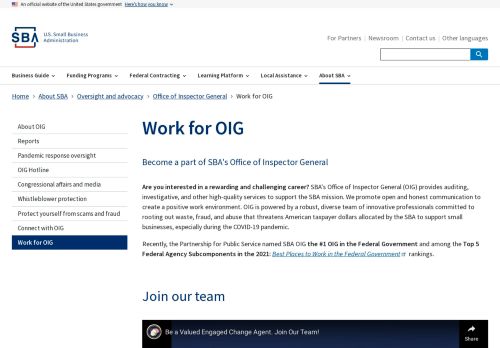 An official website of the United States government Here's how you know
SBA U.S. Small Business Administration
For Partners Newsroom Contact us Other languages
Business Guide Funding Programs Federal Contracting Learning Platform Local Assistance About SBA
Home About SBA Oversight and advocacy Office of Inspector General Work for OIG
About OIG
Reports
Pandemic response oversight
OIG Hotline
Congressional affairs and media
Whistleblower protection
Protect yourself from scams and fraud
Connect with OIG
Work for OIG
Work for OIG
Become a part of SBA's Office of Inspector General
Are you interested in a rewarding and challenging career? SBA's Office of Inspector General (OIG) provides auditing,
investigative, and other high-quality services to support the SBA mission. We promote open and honest communication to
create a positive work environment. OIG is powered by a robust, diverse team of innovative professionals committed to
rooting out waste, fraud, and abuse that threatens American taxpayer dollars allocated by the SBA to support small
businesses, especially during the COVID-19 pandemic.
Recently, the Partnership for Public Service named SBA OIG the #1 OIG in the Federal Government and among the Top 5
Federal Agency Subcomponents in the 2021: Best Places to Work in the Federal Government rankings.
Join our team
Be a Valued Engaged Change Agent. Join Our Team!
Share